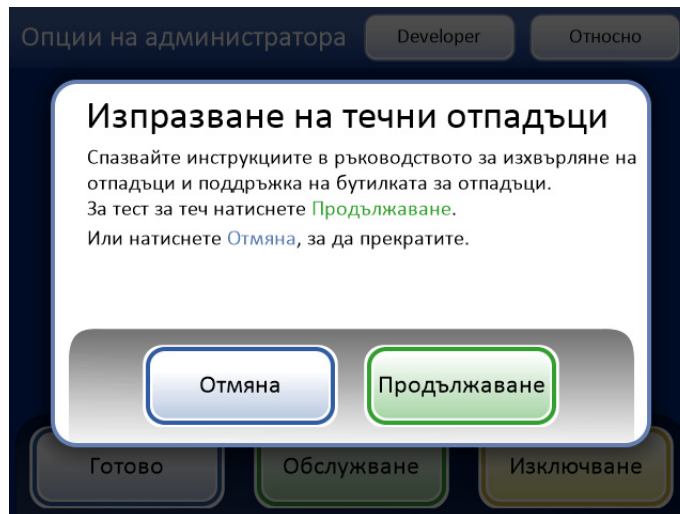 Опции на администратора Developer Относно
Изпразване на течни отпадъци
Спазвайте инструкциите в ръководството за изхвърляне на
отпадъци и поддръжка на бутилката за отпадъци.
За тест за теч натиснете Продължаване.
Или натиснете Отмяна, за да прекратите.
Отмяна Продължаване
Готово Обслужване Изключване